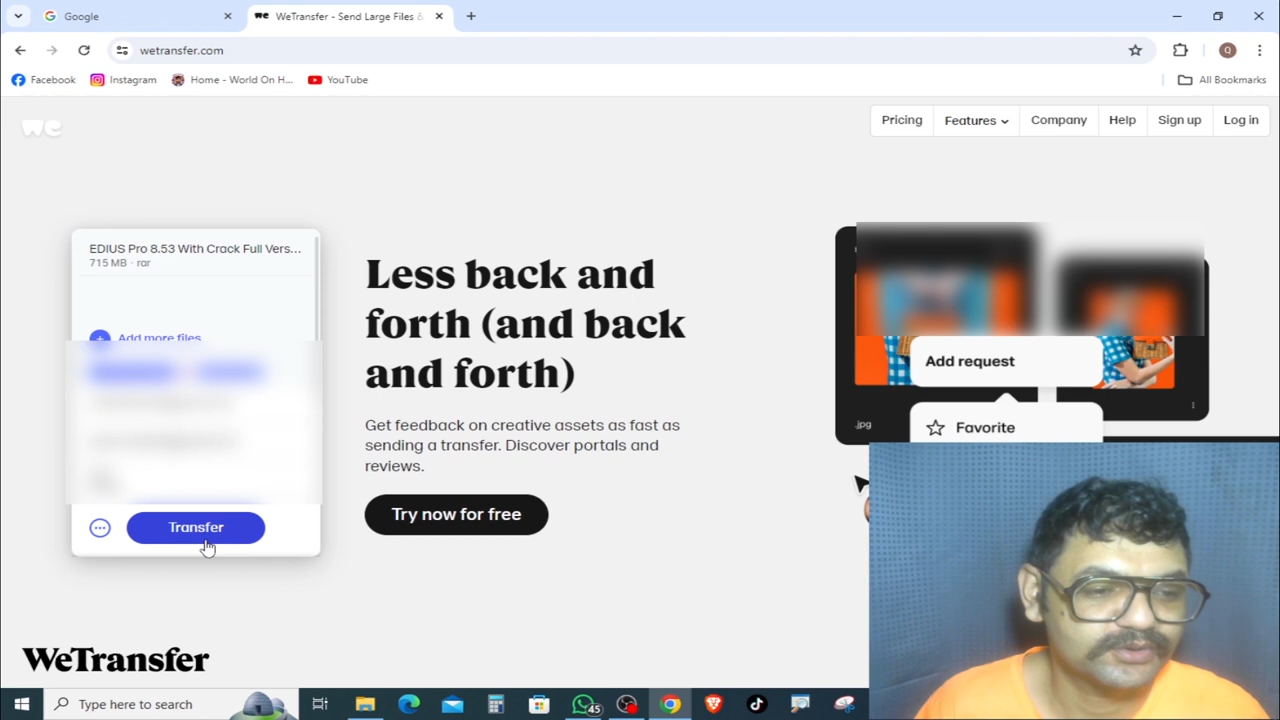 Google
WeTransfer - Send Large Files &
wetransfer.com
Q
Facebook
Instagram
Home - World On H...
YouTube
All Bookmarks
we
Pricing
Features
Company
Help
Sign up
Log in
EDIUS Pro 8.53 With Crack Full Vers...
715 MB · rar
Add more files
Transfer
Less back and
forth (and back
and forth)
Get feedback on creative assets as fast as
sending a transfer. Discover portals and
reviews.
Try now for free
Add request
.jpg
Favorite
WeTransfer
Type here to search
45